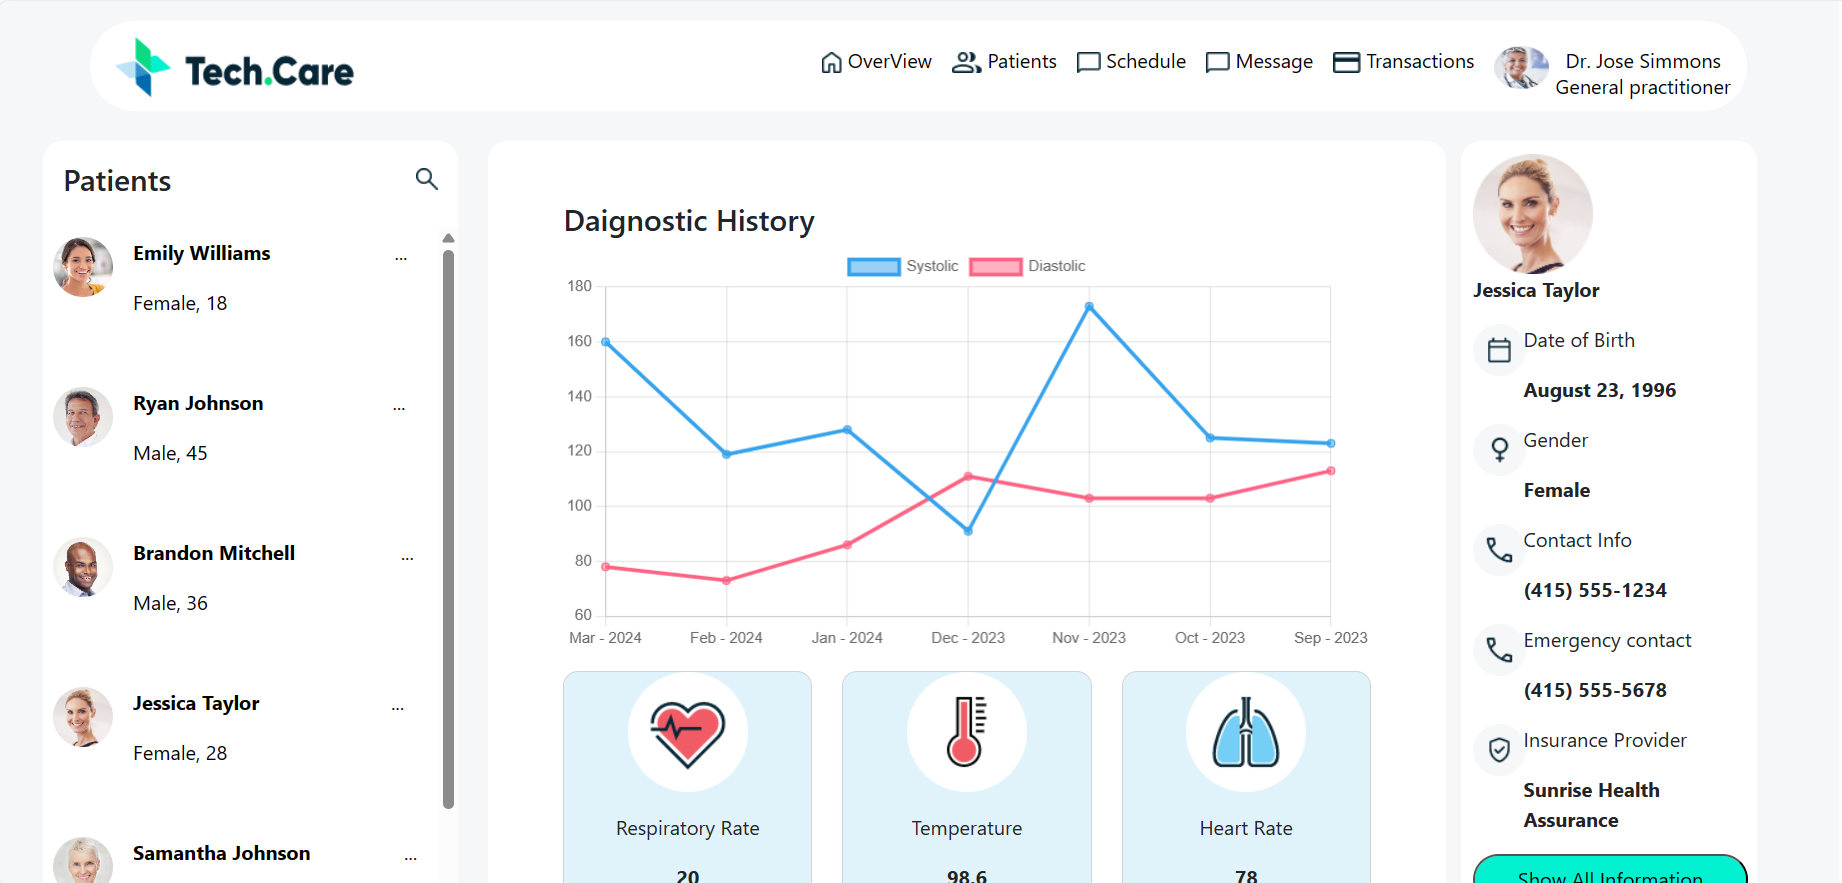 Tech.Care
OverView
Patients
Schedule
Message
Transactions
Dr. Jose Simmons
General practitioner
Patients
Emily Williams
...
Female, 18
Ryan Johnson
...
Male, 45
Brandon Mitchell
...
Male, 36
Jessica Taylor
...
Female, 28
Samantha Johnson
...
Daignostic History
Systolic
Diastolic
180
160
140
120
100
80
60
Mar - 2024
Feb - 2024
Jan - 2024
Dec - 2023
Nov - 2023
Oct - 2023
Sep - 2023
Respiratory Rate
20
Temperature
98.6
Heart Rate
78
Jessica Taylor
Date of Birth
August 23, 1996
Gender
Female
Contact Info
(415) 555-1234
Emergency contact
(415) 555-5678
Insurance Provider
Sunrise Health
Assurance
Show All Information